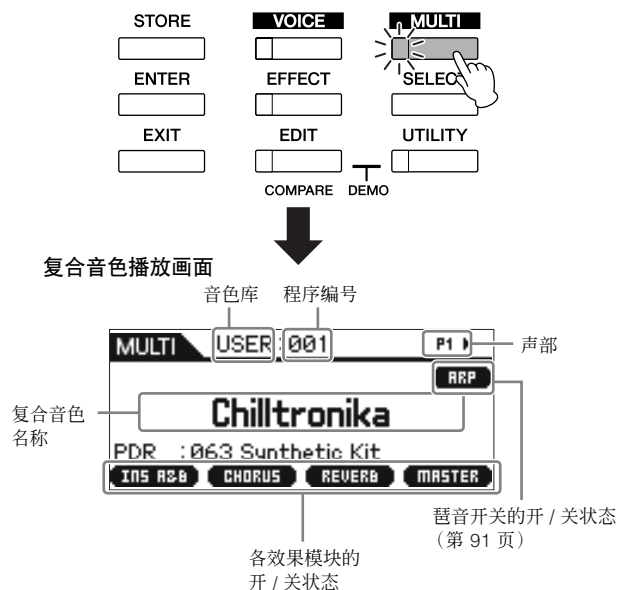 STORE VOICE MULTI
ENTER EFFECT SELECT
EXIT EDIT UTILITY
COMPARE DEMO
复合音色播放画面
音色库 程序编号
MULTI USER:001 P1
声部
ARP
复合音色
名称
Chilltronika
PDR :063 Synthetic Kit
INS A&B CHORUS REVERB MASTER
琶音开关的开 / 关状态
（第 91 页）
各效果模块的
开 / 关状态